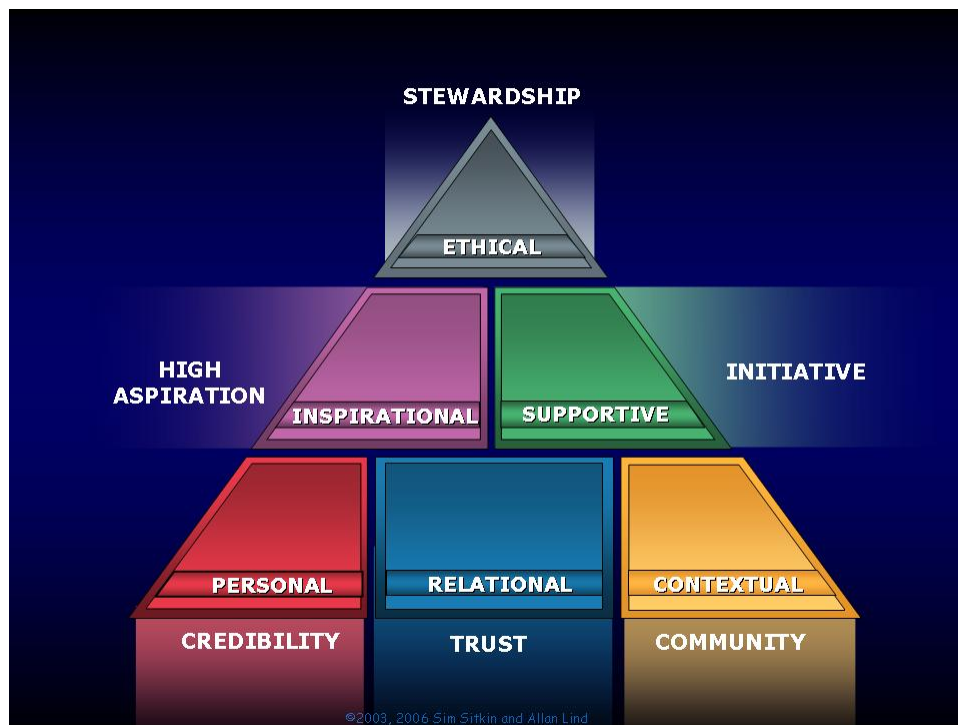 STEWARDSHIP
ETHICAL
HIGH
ASPIRATION
INSPIRATIONAL
SUPPORTIVE
INITIATIVE
PERSONAL
RELATIONAL
CONTEXTUAL
CREDIBILITY
TRUST
COMMUNITY
©2003, 2006 Sim Sitkin and Allan Lind